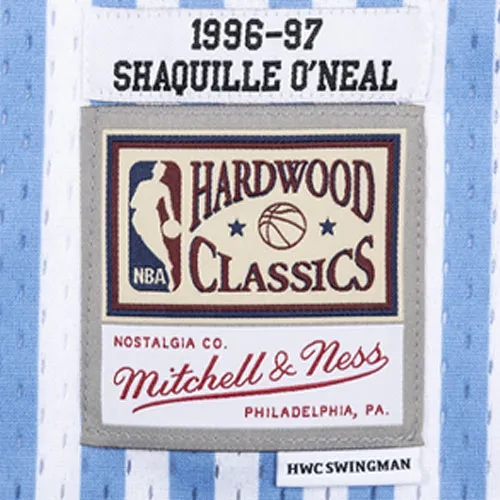 1996-97
SHAQUILLE O'NEAL
HARDWOOD
CLASSICS
NBA
NOSTALGIA CO.
Mitchell & Ness
PHILADELPHIA, PA.
HWC SWINGMAN